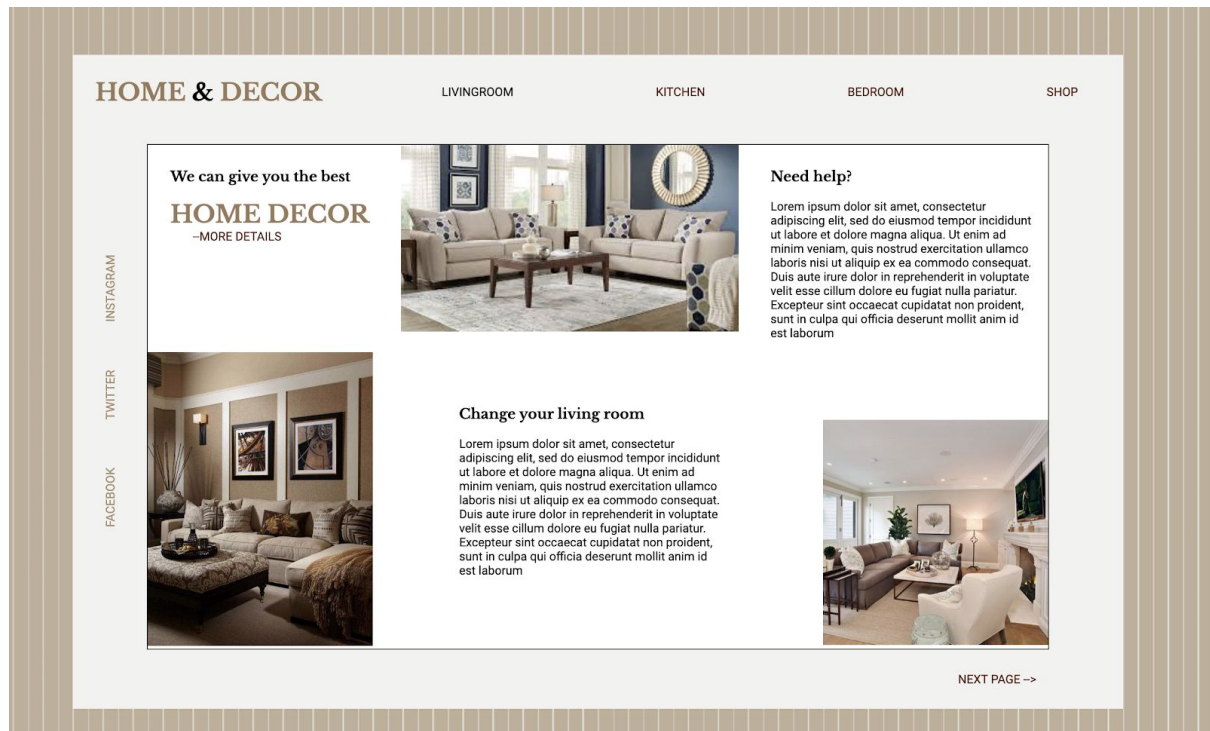 HOME & DECOR
LIVINGROOM
KITCHEN
BEDROOM
SHOP
We can give you the best
HOME DECOR
--MORE DETAILS
Need help?
Lorem ipsum dolor sit amet, consectetur
adipiscing elit, sed do eiusmod tempor incididunt
ut labore et dolore magna aliqua. Ut enim ad
minim veniam, quis nostrud exercitation ullamco
laboris nisi ut aliquip ex ea commodo consequat.
Duis aute irure dolor in reprehenderit in voluptate
velit esse cillum dolore eu fugiat nulla pariatur.
Excepteur sint occaecat cupidatat non proident,
sunt in culpa qui officia deserunt mollit anim id
est laborum
INSTAGRAM
TWITTER
FACEBOOK
Change your living room
Lorem ipsum dolor sit amet, consectetur
adipiscing elit, sed do eiusmod tempor incididunt
ut labore et dolore magna aliqua. Ut enim ad
minim veniam, quis nostrud exercitation ullamco
laboris nisi ut aliquip ex ea commodo consequat.
Duis aute irure dolor in reprehenderit in voluptate
velit esse cillum dolore eu fugiat nulla pariatur.
Excepteur sint occaecat cupidatat non proident,
sunt in culpa qui officia deserunt mollit anim id
est laborum
NEXT PAGE -->